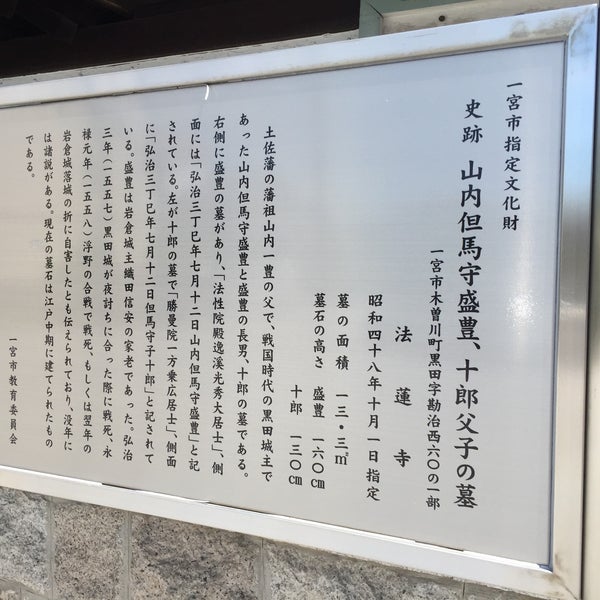 一宮市指定文化財
史跡 山内但馬守盛豊、十郎父子の墓
一宮市木曽川町黒田字勘治西六〇の一部
法蓮寺
昭和四十八年十月一日指定
墓の面積 一三・三㎡
墓石の高さ 盛豊 一六〇㎝
十郎 一三〇㎝
土佐藩の藩祖山内一豊の父で、戦国時代の黒田城主で
あった山内但馬守盛豊と盛豊の長男、十郎の墓である。
右側に盛豊の墓があり、「法性院殿逸溪光秀大居士」、側
面には「弘治三丁巳年七月十二日山内但馬守盛豊」と記
されている。左が十郎の墓で「勝曼院一方乗広居士」、側面
に「弘治三丁巳年七月十二日但馬守子十郎」と記されて
いる。盛豊は岩倉城主織田信安の家老であった。弘治
三年(一五五七)黒田城が夜討ちに合った際に戦死、永
禄元年(一五五八)浮野の合戦で戦死、もしくは翌年の
岩倉城落城の折に自害したとも伝えられており、没年に
は諸説がある。現在の墓石は江戸中期に建てられたもの
である。
一宮市教育委員会